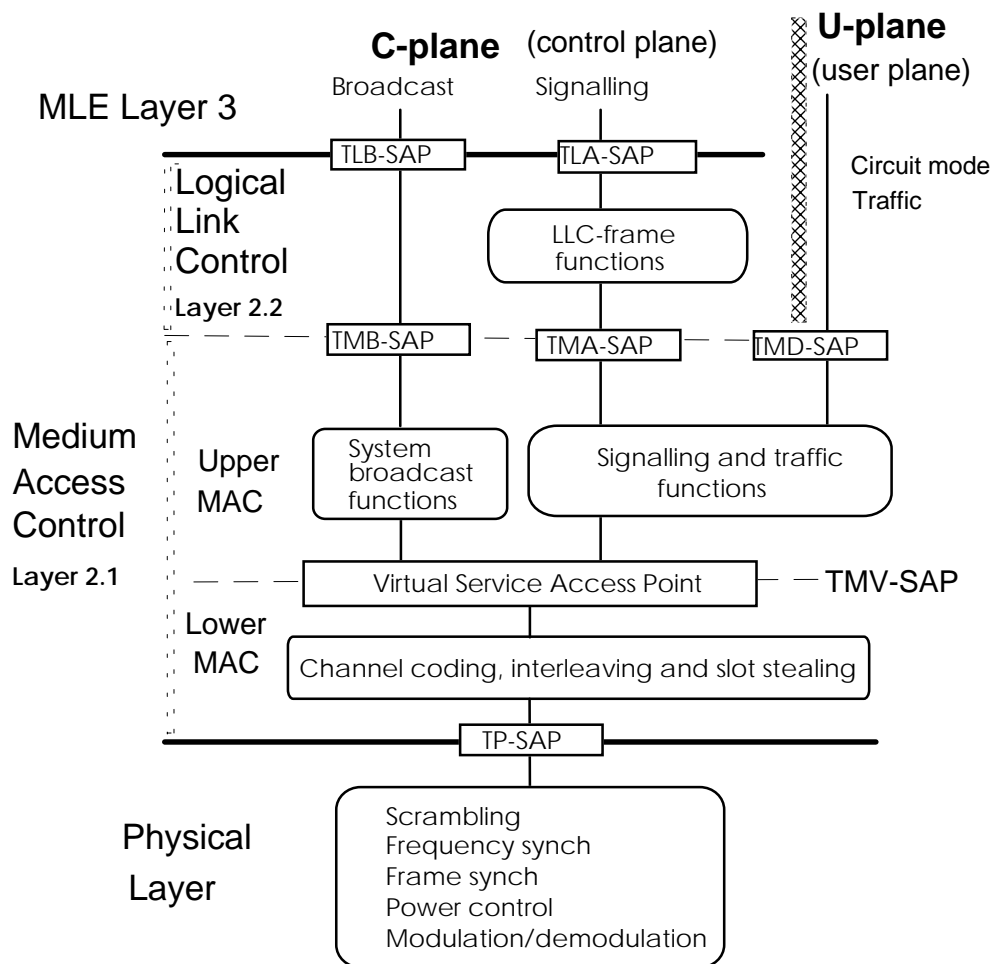 C-plane (control plane)
U-plane
(user plane)
Broadcast
Signalling
MLE Layer 3
TLB-SAP
TLA-SAP
Circuit mode
Traffic
Logical
Link
Control
Layer 2.2
LLC-frame
functions
TMB-SAP
TMA-SAP
TMD-SAP
Medium
Access
Control
Layer 2.1
Upper
MAC
System
broadcast
functions
Signalling and traffic
functions
Virtual Service Access Point
TMV-SAP
Lower
MAC
Channel coding, interleaving and slot stealing
TP-SAP
Physical
Layer
Scrambling
Frequency synch
Frame synch
Power control
Modulation/demodulation